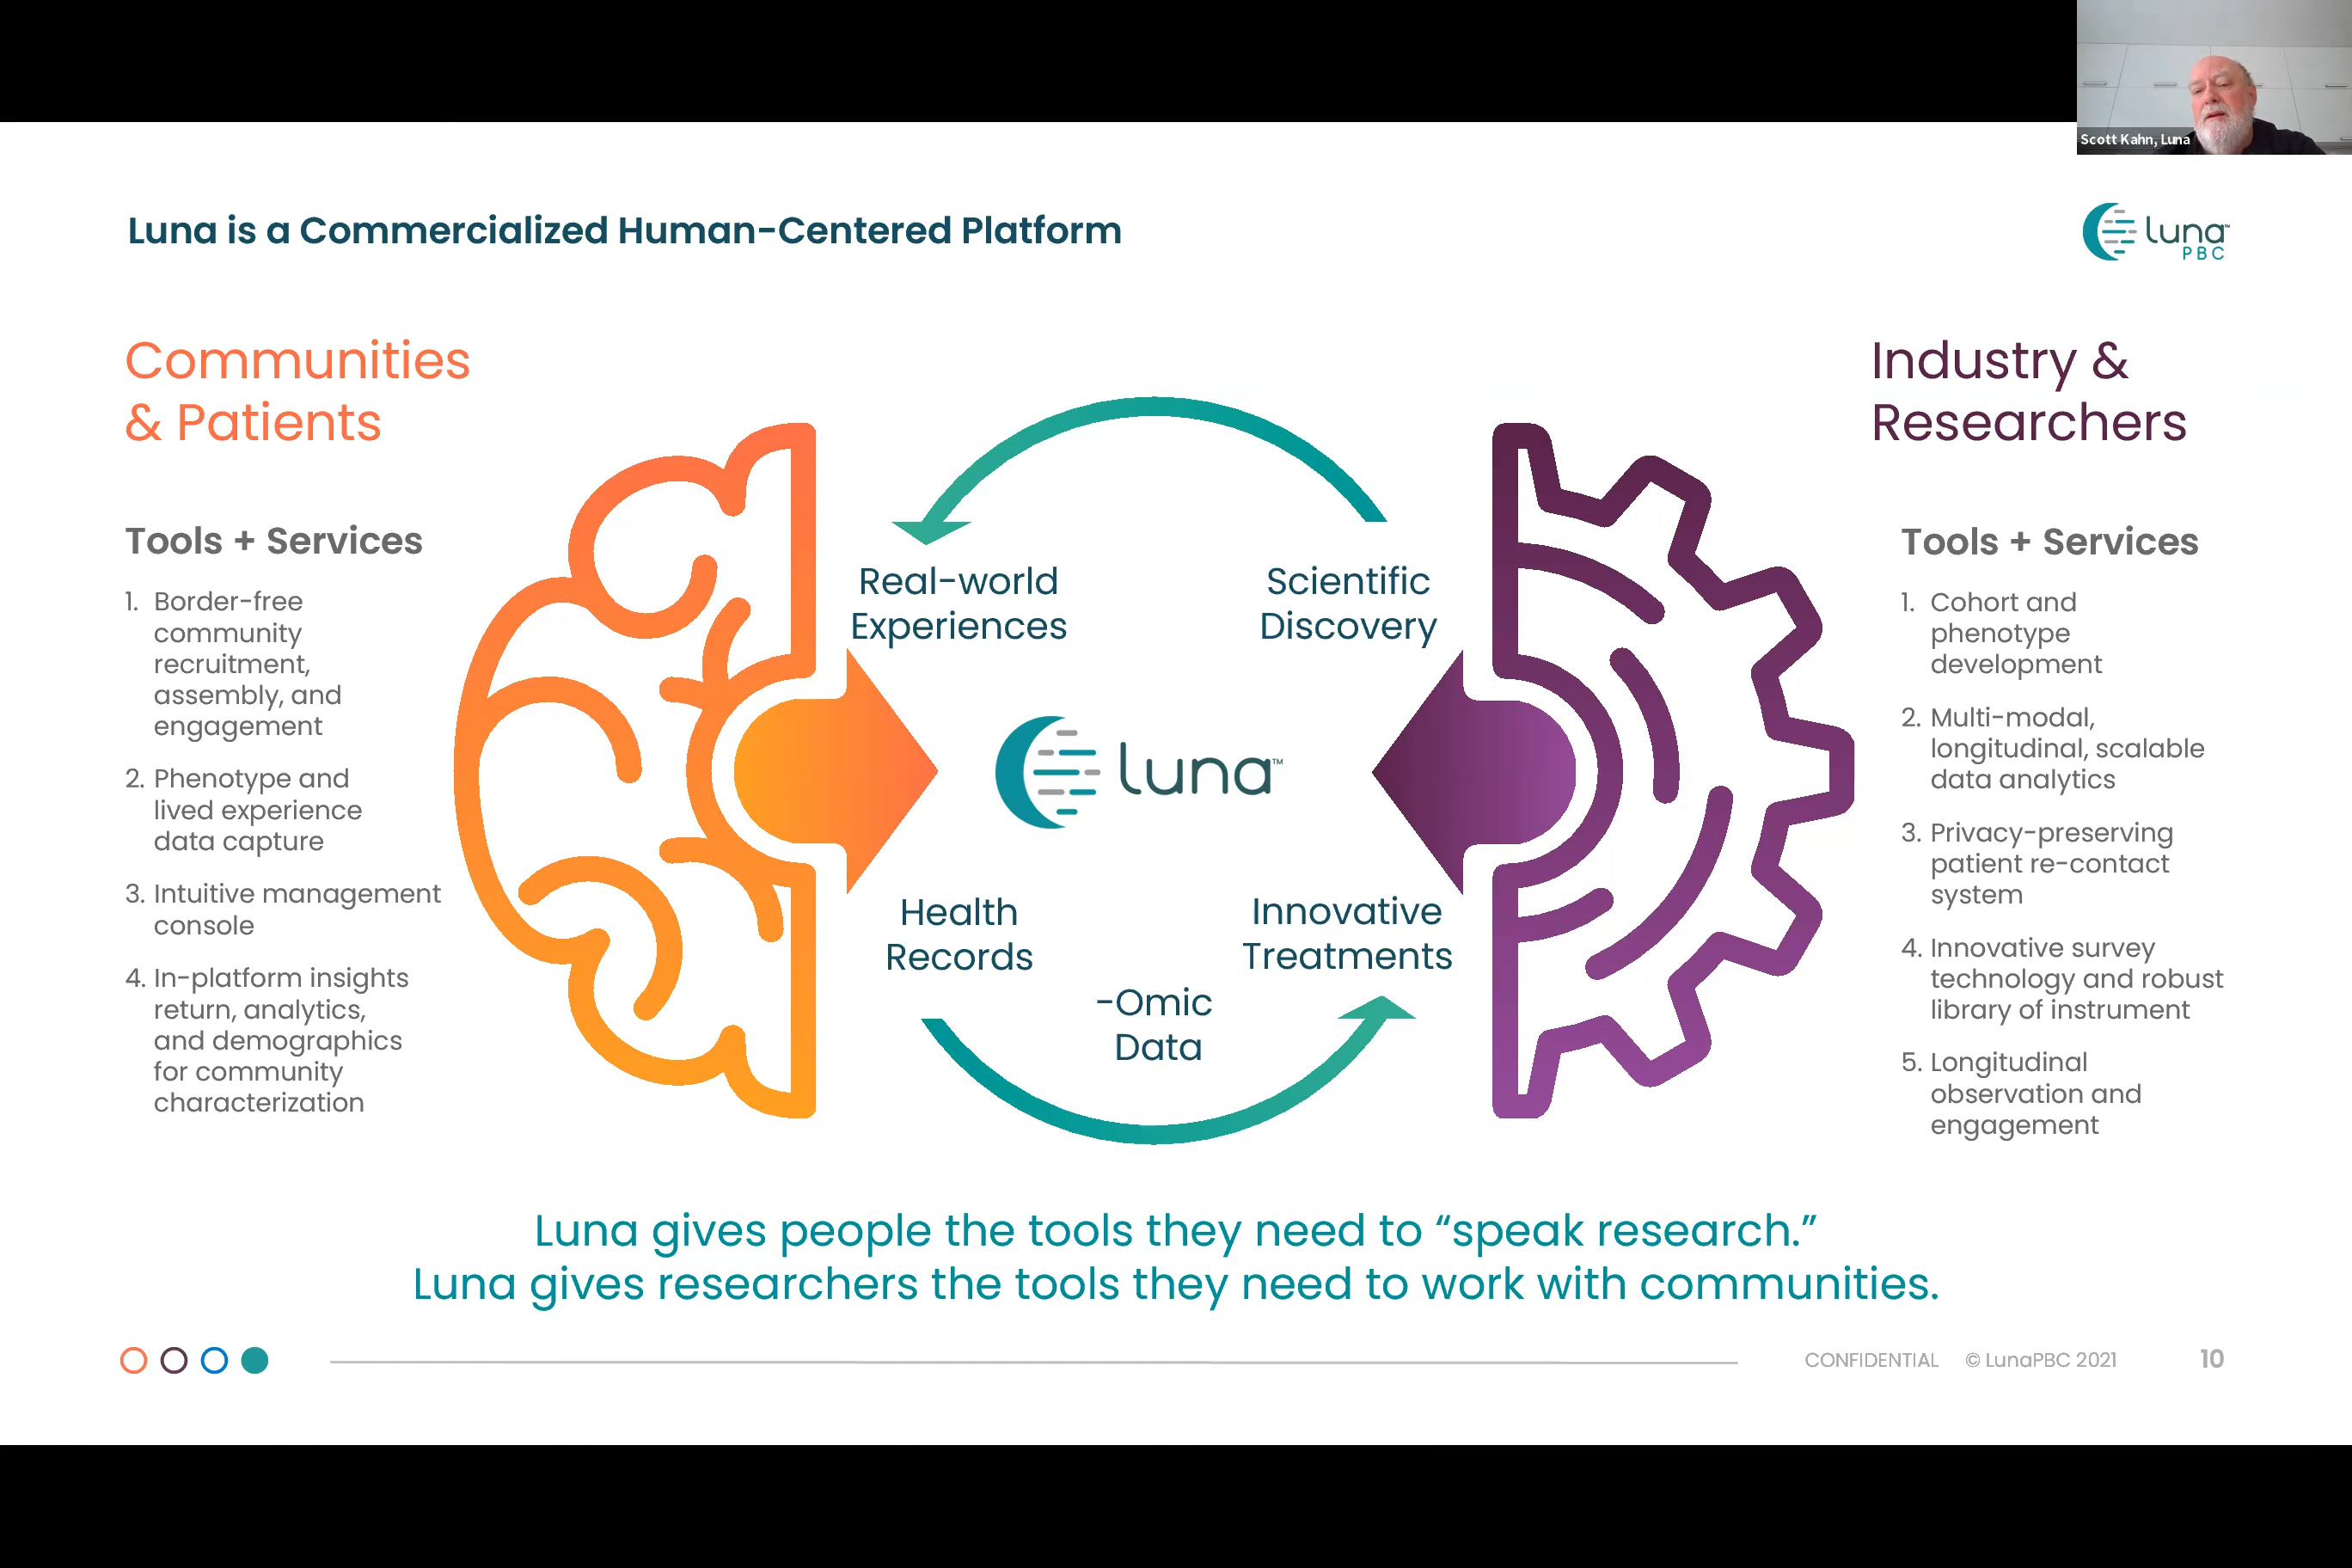 Scott Kahn, Luna
Luna is a Commercialized Human-Centered Platform
luna™
PBC
Communities
& Patients
Tools + Services
1. Border-free
community
recruitment,
assembly, and
engagement
2. Phenotype and
lived experience
data capture
3. Intuitive management
console
4. In-platform insights
return, analytics,
and demographics
for community
characterization
Real-world
Experiences
Scientific
Discovery
luna™
Health
Records
Innovative
Treatments
-Omic
Data
Industry &
Researchers
Tools + Services
1. Cohort and
phenotype
development
2. Multi-modal,
longitudinal, scalable
data analytics
3. Privacy-preserving
patient re-contact
system
4. Innovative survey
technology and robust
library of instrument
5. Longitudinal
observation and
engagement
Luna gives people the tools they need to “speak research.”
Luna gives researchers the tools they need to work with communities.
CONFIDENTIAL © LunaPBC 2021 10